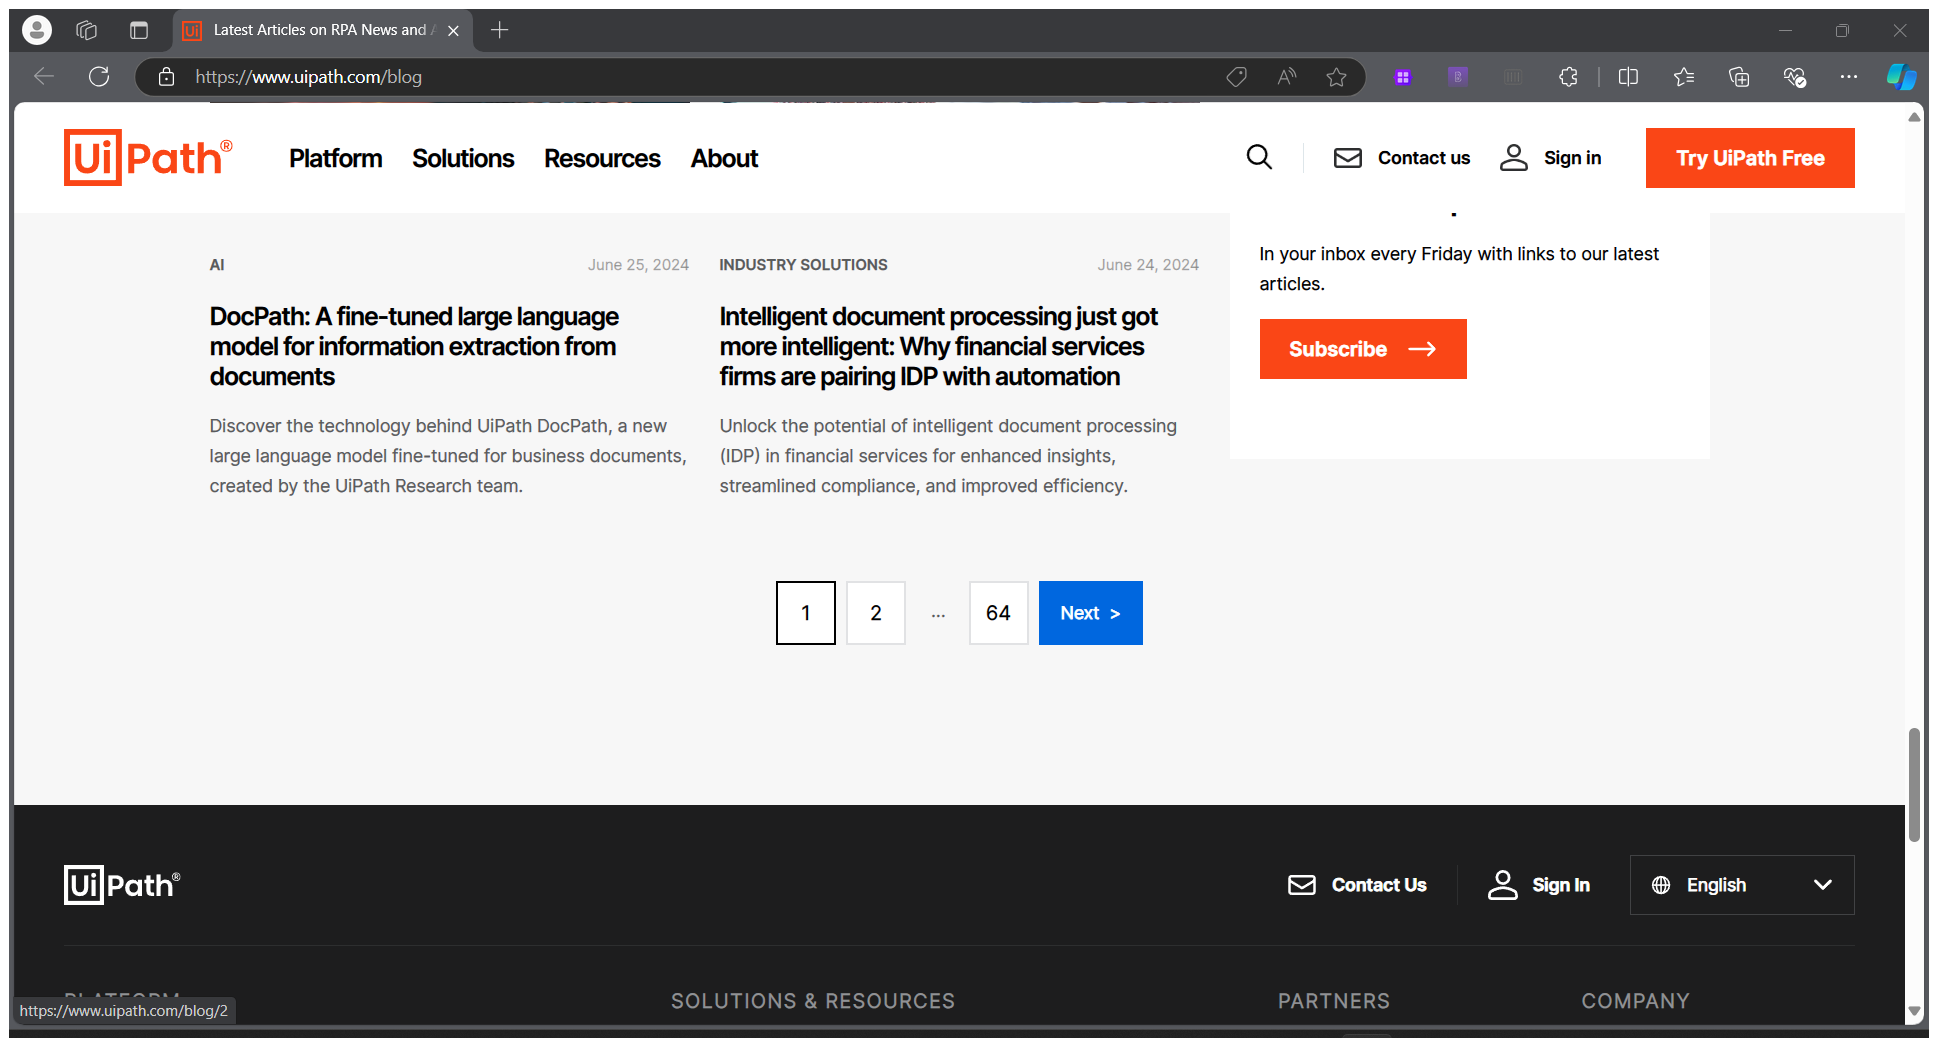 Latest Articles on RPA News and A
https://www.uipath.com/blog
UiPath®
Platform
Solutions
Resources
About
Contact us
Sign in
Try UiPath Free
AI
June 25, 2024
DocPath: A fine-tuned large language
model for information extraction from
documents
Discover the technology behind UiPath DocPath, a new
large language model fine-tuned for business documents,
created by the UiPath Research team.
INDUSTRY SOLUTIONS
June 24, 2024
Intelligent document processing just got
more intelligent: Why financial services
firms are pairing IDP with automation
Unlock the potential of intelligent document processing
(IDP) in financial services for enhanced insights,
streamlined compliance, and improved efficiency.
In your inbox every Friday with links to our latest
articles.
Subscribe
1
2
...
64
Next >
UiPath®
Contact Us
Sign In
English
PLATFORM
SOLUTIONS & RESOURCES
PARTNERS
COMPANY
https://www.uipath.com/blog/2